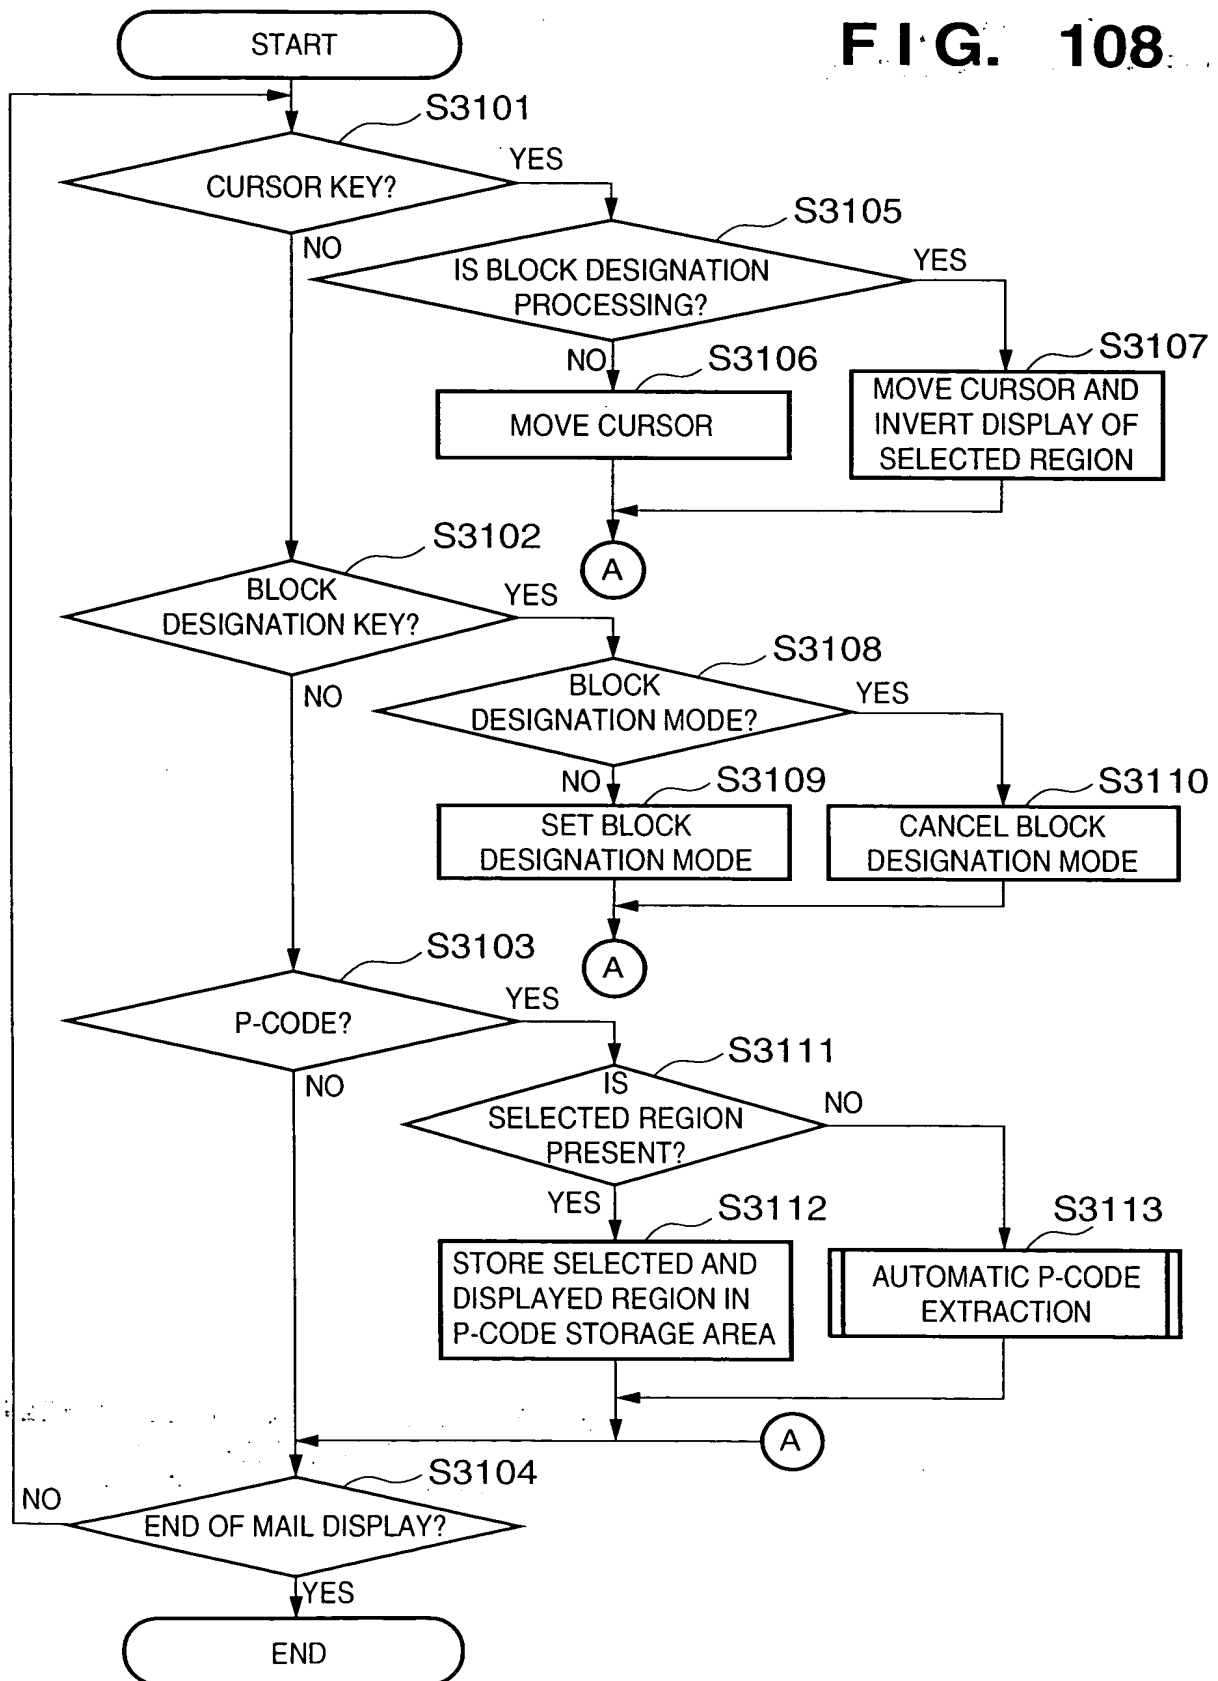 FIG. 108
START
S3101
CURSOR KEY?
YES
NO
S3105
IS BLOCK DESIGNATION
PROCESSING?
YES
NO
S3106
MOVE CURSOR
S3107
MOVE CURSOR AND
INVERT DISPLAY OF
SELECTED REGION
A
S3102
BLOCK
DESIGNATION KEY?
YES
NO
S3108
BLOCK
DESIGNATION MODE?
YES
NO
S3109
SET BLOCK
DESIGNATION MODE
S3110
CANCEL BLOCK
DESIGNATION MODE
A
S3103
P-CODE?
YES
NO
S3111
IS
SELECTED REGION
PRESENT?
NO
YES
S3112
STORE SELECTED AND
DISPLAYED REGION IN
P-CODE STORAGE AREA
S3113
AUTOMATIC P-CODE
EXTRACTION
A
S3104
END OF MAIL DISPLAY?
NO
YES
END